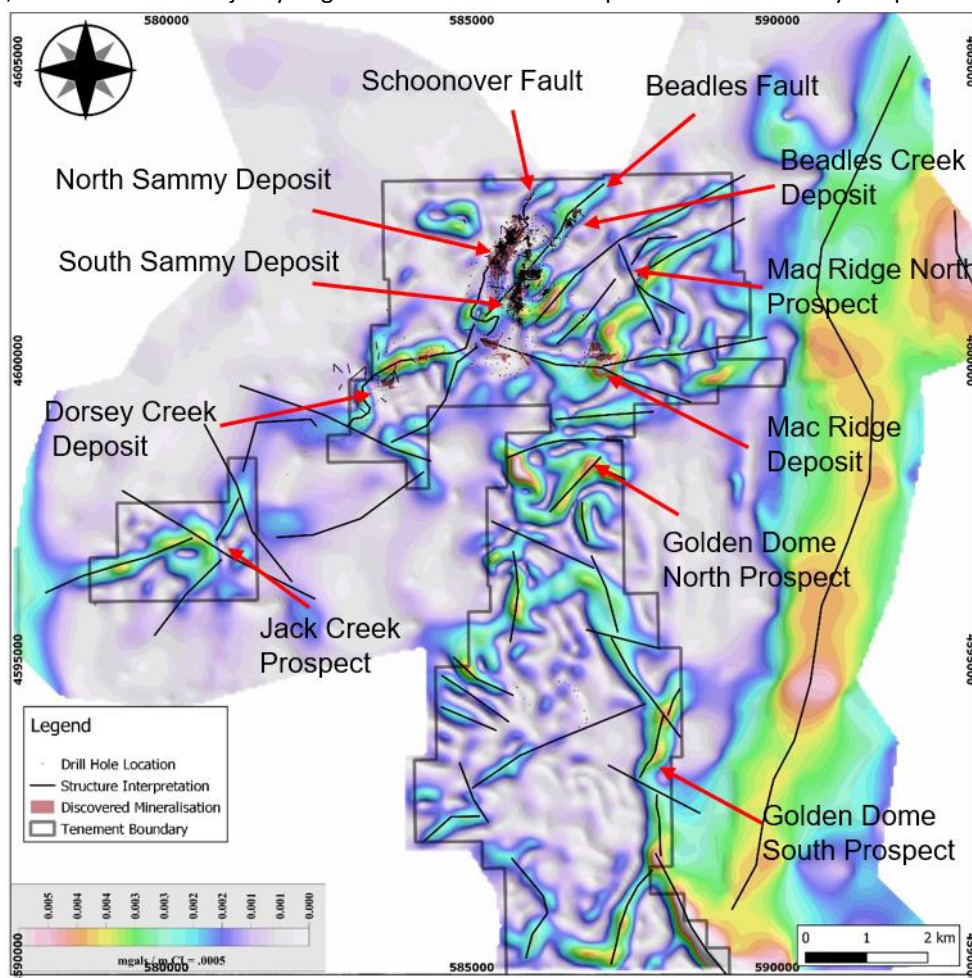 580000
585000
590000
4605000
Schoonover Fault
Beadles Fault
North Sammy Deposit
Beadles Creek
Deposit
South Sammy Deposit
Mac Ridge North
Prospect
4600000
Dorsey Creek
Deposit
Mac Ridge
Deposit
Golden Dome
North Prospect
Jack Creek
Prospect
4595000
Legend
Drill Hole Location
Structure Interpretation
Discovered Mineralisation
Tenement Boundary
Golden Dome
South Prospect
0.005
0.004
0.004
0.003
0.003
0.002
0.002
0.001
0.001
0.000
mgals / m CI = .0005
0 1 2 km
580000
585000
590000